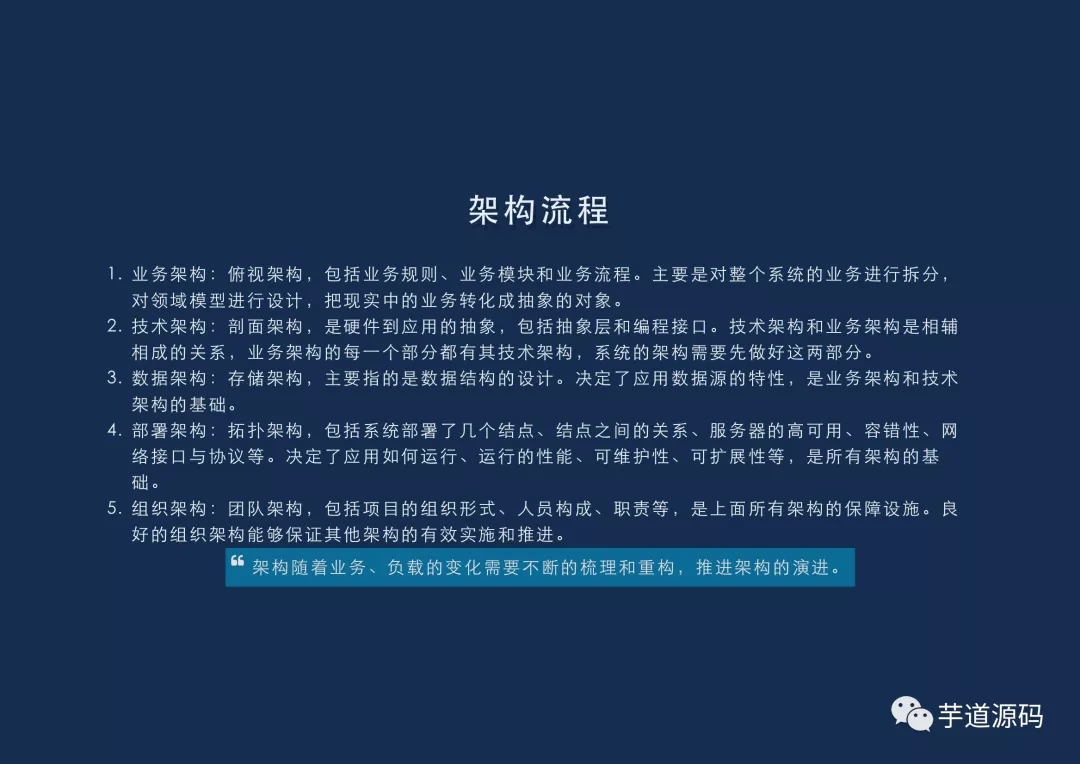 架构流程
1. 业务架构：俯视架构，包括业务规则、业务模块和业务流程。主要是对整个系统的业务进行拆分，
对领域模型进行设计，把现实中的业务转化成抽象的对象。
2. 技术架构：剖面架构，是硬件到应用的抽象，包括抽象层和编程接口。技术架构和业务架构是相辅
相成的关系，业务架构的每一个部分都有其技术架构，系统的架构需要先做好这两部分。
3. 数据架构：存储架构，主要指的是数据结构的设计。决定了应用数据源的特性，是业务架构和技术
架构的基础。
4. 部署架构：拓扑架构，包括系统部署了几个结点、结点之间的关系、服务器的高可用、容错性、网
络接口与协议等。决定了应用如何运行、运行的性能、可维护性、可扩展性等，是所有架构的基
础。
5. 组织架构：团队架构，包括项目的组织形式、人员构成、职责等，是上面所有架构的保障设施。良
好的组织架构能够保证其他架构的有效实施和推进。
“ 架构随着业务、负载的变化需要不断的梳理和重构，推进架构的演进。
芋道源码